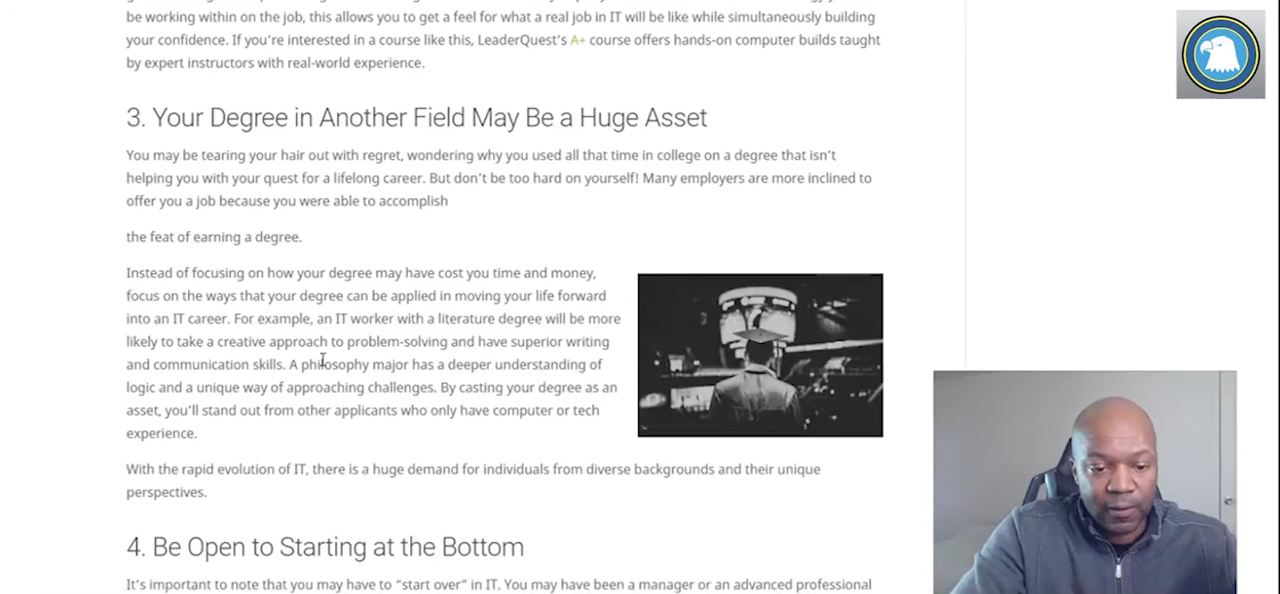 be working within on the job, this allows you to get a feel for what a real job in IT will be like while simultaneously building
your confidence. If you're interested in a course like this, LeaderQuest's A+ course offers hands-on computer builds taught
by expert instructors with real-world experience.
3. Your Degree in Another Field May Be a Huge Asset
You may be tearing your hair out with regret, wondering why you used all that time in college on a degree that isn't
helping you with your quest for a lifelong career. But don't be too hard on yourself! Many employers are more inclined to
offer you a job because you were able to accomplish
the feat of earning a degree.
Instead of focusing on how your degree may have cost you time and money,
focus on the ways that your degree can be applied in moving your life forward
into an IT career. For example, an IT worker with a literature degree will be more
likely to take a creative approach to problem-solving and have superior writing
and communication skills. A philosophy major has a deeper understanding of
logic and a unique way of approaching challenges. By casting your degree as an
asset, you'll stand out from other applicants who only have computer or tech
experience.
With the rapid evolution of IT, there is a huge demand for individuals from diverse backgrounds and their unique
perspectives.
4. Be Open to Starting at the Bottom
It's important to note that you may have to "start over" in IT. You may have been a manager or an advanced professional